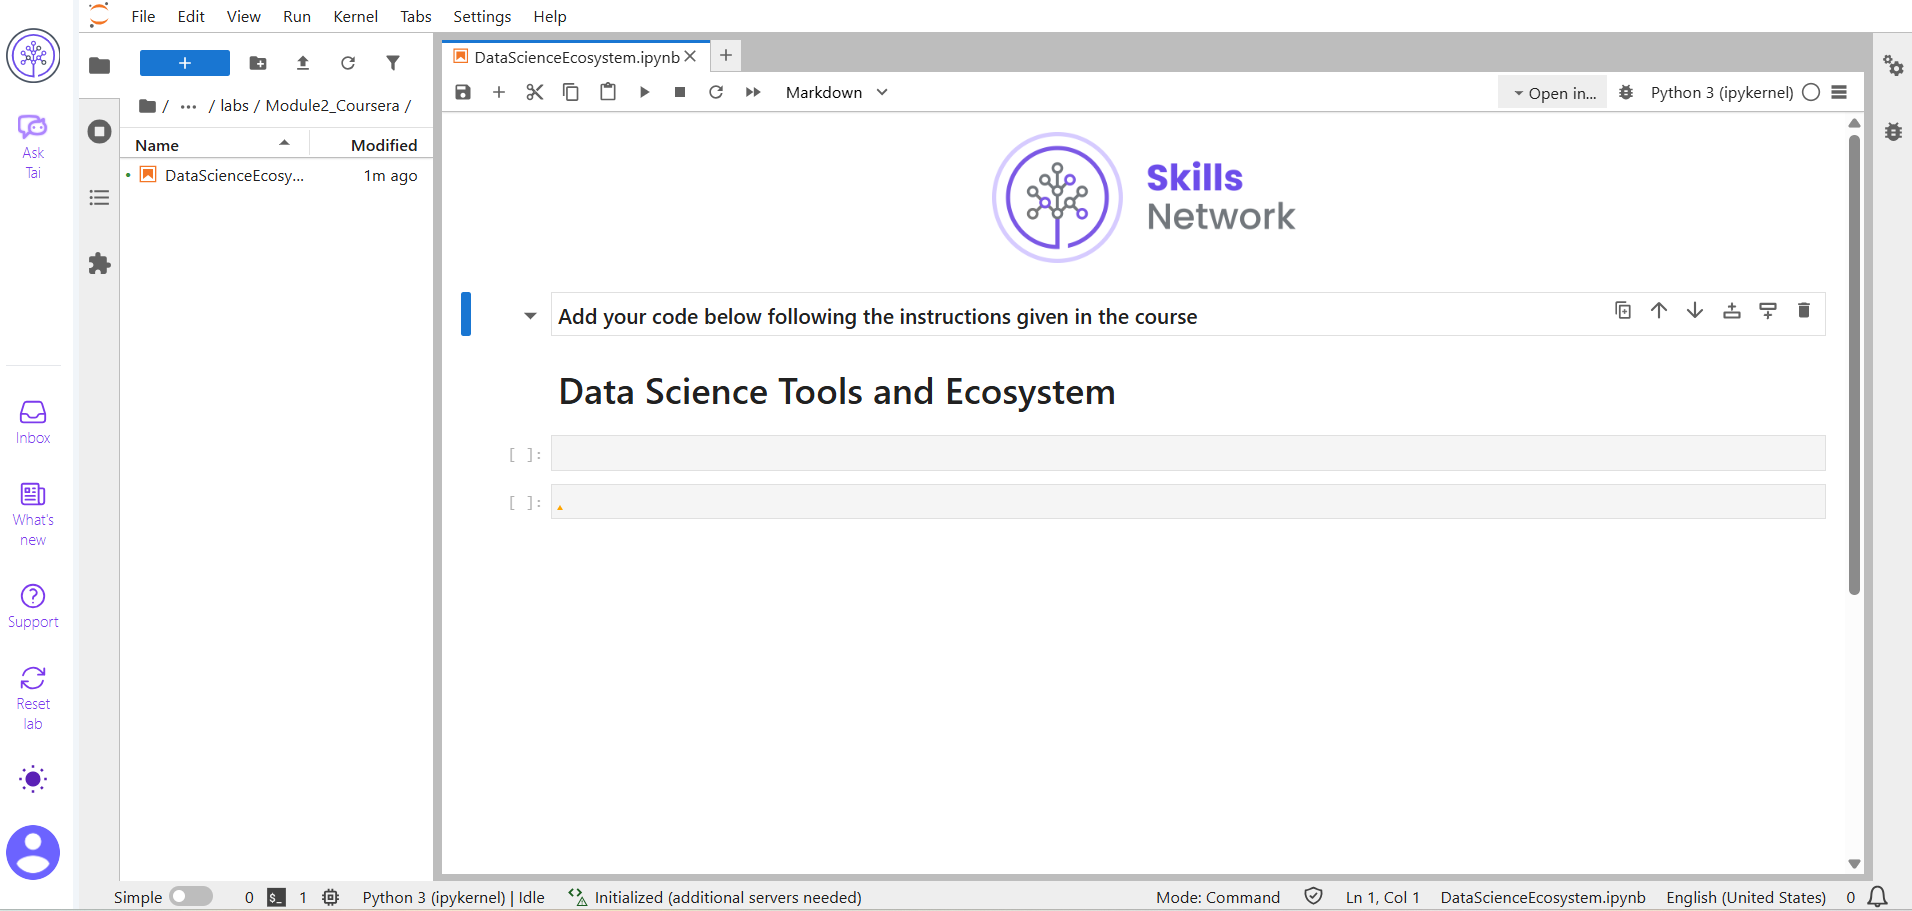 File Edit View Run Kernel Tabs Settings Help
Ask
Tai
Inbox
What's
new
Support
Reset
lab
+
/ ... / labs / Module2_Coursera /
Name Modified
DataScienceEcosy... 1m ago
DataScienceEcosystem.ipynb
Markdown
Open in...
Python 3 (ipykernel)
Skills
Network
Add your code below following the instructions given in the course
Data Science Tools and Ecosystem
[ ]:
[ ]:
Simple 0 $_ 1 Python 3 (ipykernel) | Idle Initialized (additional servers needed) Mode: Command Ln 1, Col 1 DataScienceEcosystem.ipynb English (United States) 0